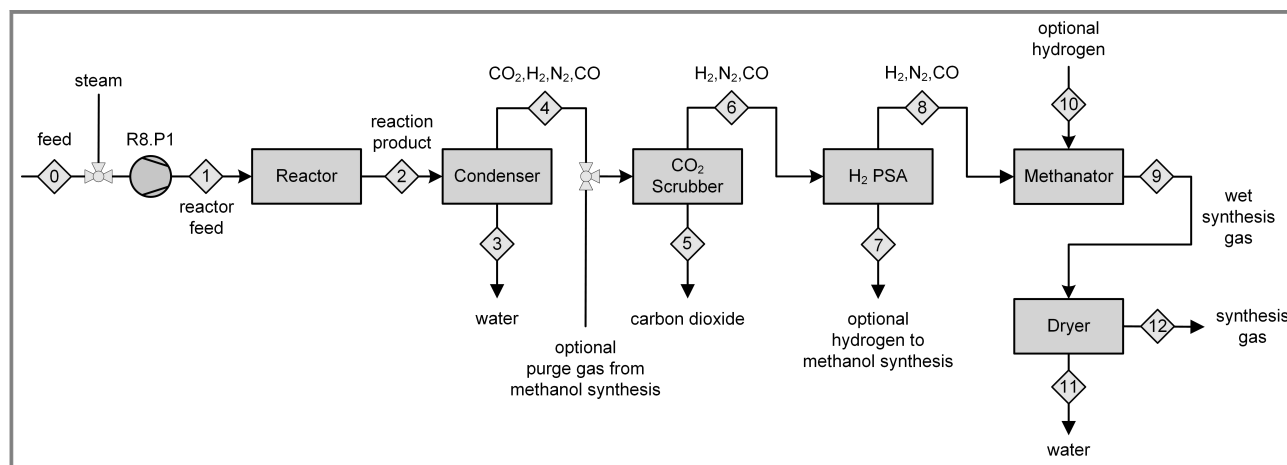 optional
hydrogen
CO₂,H₂,N₂,CO
H₂,N₂,CO
H₂,N₂,CO
steam
4
6
8
10
feed
R8.P1
reaction
product
0
1
Reactor
2
Condenser
CO₂
Scrubber
H₂ PSA
Methanator
9
reactor
feed
wet
synthesis
gas
3
5
7
water
carbon dioxide
optional
hydrogen to
methanol synthesis
optional
purge gas from
methanol synthesis
Dryer
12
synthesis
gas
11
water